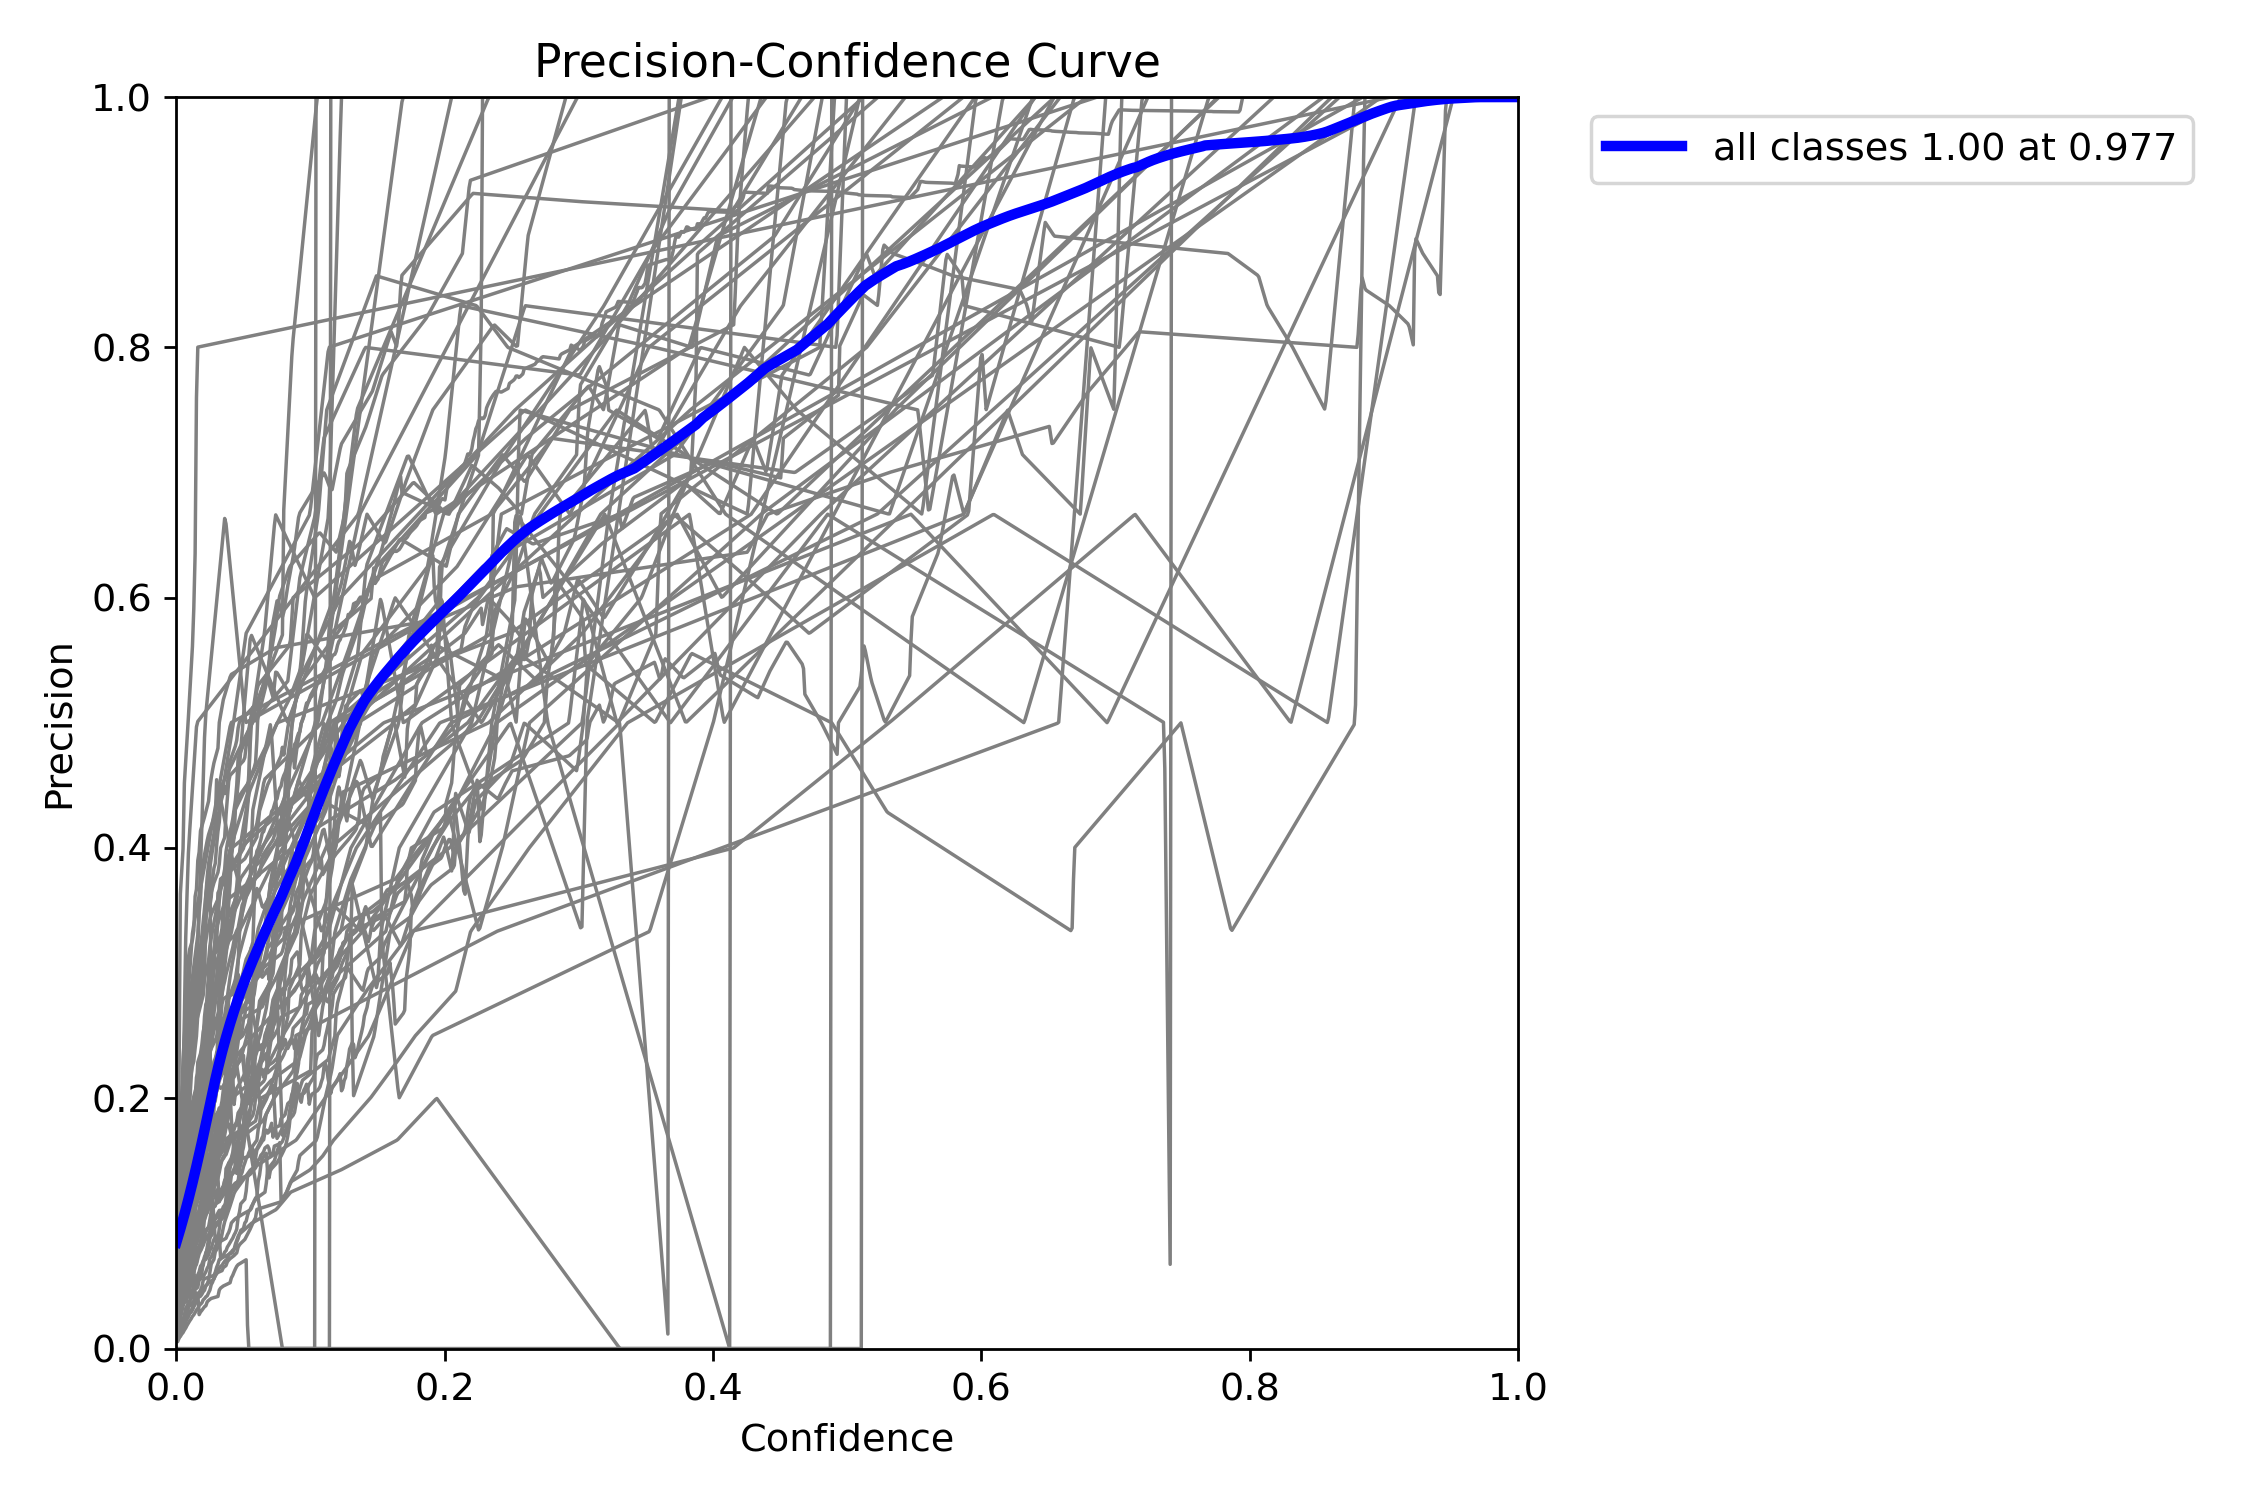 Precision-Confidence Curve
1.0
0.8
0.6
0.4
0.2
0.0
Precision
0.0 0.2 0.4 0.6 0.8 1.0
Confidence
all classes 1.00 at 0.977